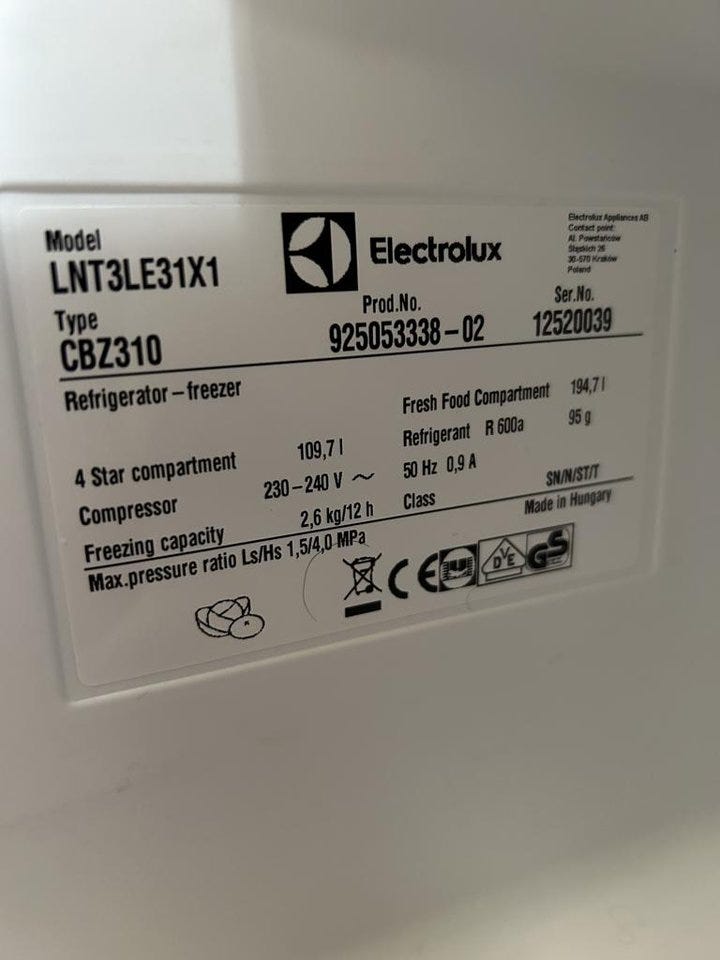 Model
LNT3LE31X1
Electrolux
Electrolux Appliances AB
Contact point:
Al. Powstańców
Śląskich 26
30-570 Kraków
Poland
Type
CBZ310
Prod.No.
925053338-02
Ser.No.
12520039
Refrigerator-freezer
Fresh Food Compartment 194,7 l
4 Star compartment 109,7 l
Refrigerant R 600a 95 g
Compressor 230-240 V ~ 50 Hz 0,9 A
Freezing capacity 2,6 kg/12 h Class SN/N/ST/T
Max.pressure ratio Ls/Hs 1,5/4,0 MPa Made in Hungary
CE
DVE
GS